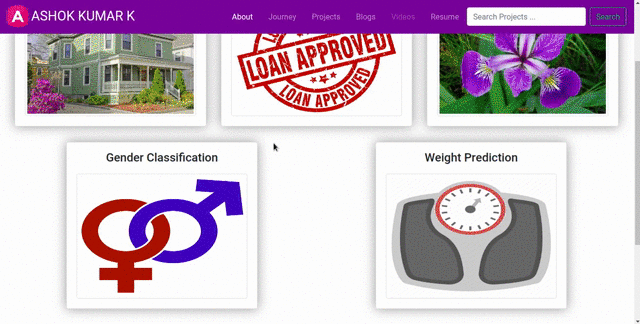 A ASHOK KUMAR K
About Journey Projects Blogs Videos Resume Search Projects ... Search
LOAN APPROVED
LOAN APPROVED
Gender Classification Weight Prediction